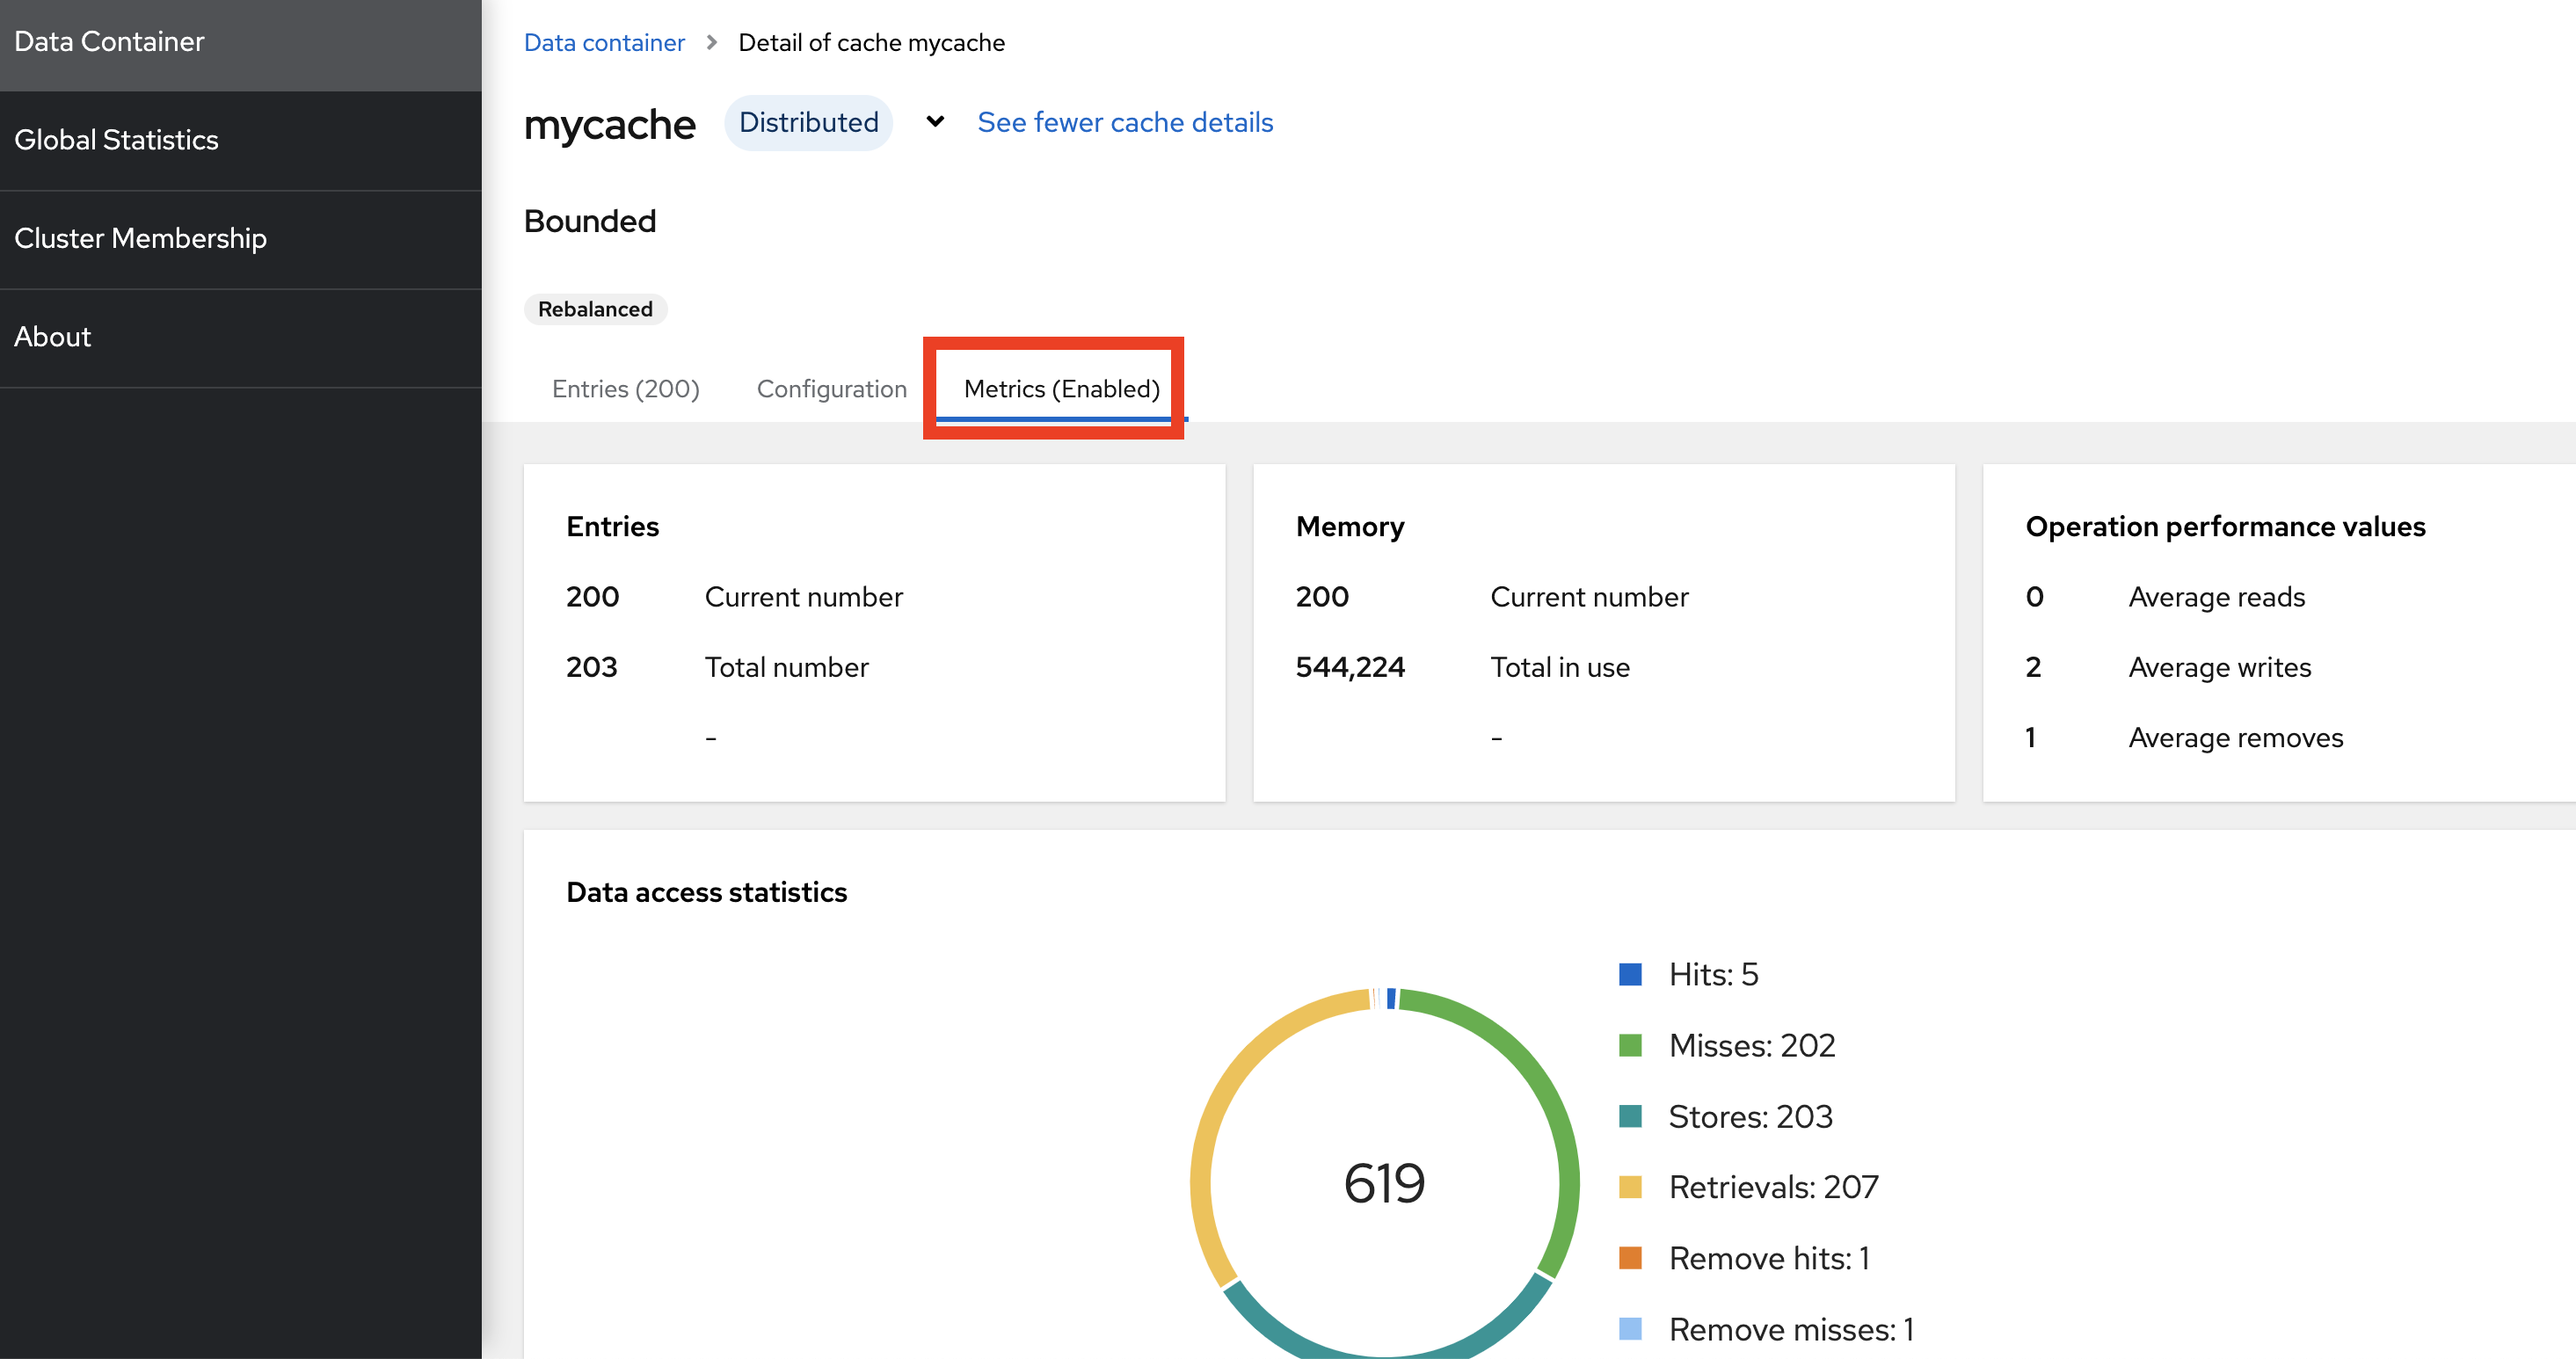 Data Container
Global Statistics
Cluster Membership
About
Data container > Detail of cache mycache
mycache Distributed See fewer cache details
Bounded
Rebalanced
Entries (200) Configuration Metrics (Enabled)
Entries
200 Current number
203 Total number
-
Memory
200 Current number
544,224 Total in use
-
Operation performance values
0 Average reads
2 Average writes
1 Average removes
Data access statistics
619
Hits: 5
Misses: 202
Stores: 203
Retrievals: 207
Remove hits: 1
Remove misses: 1